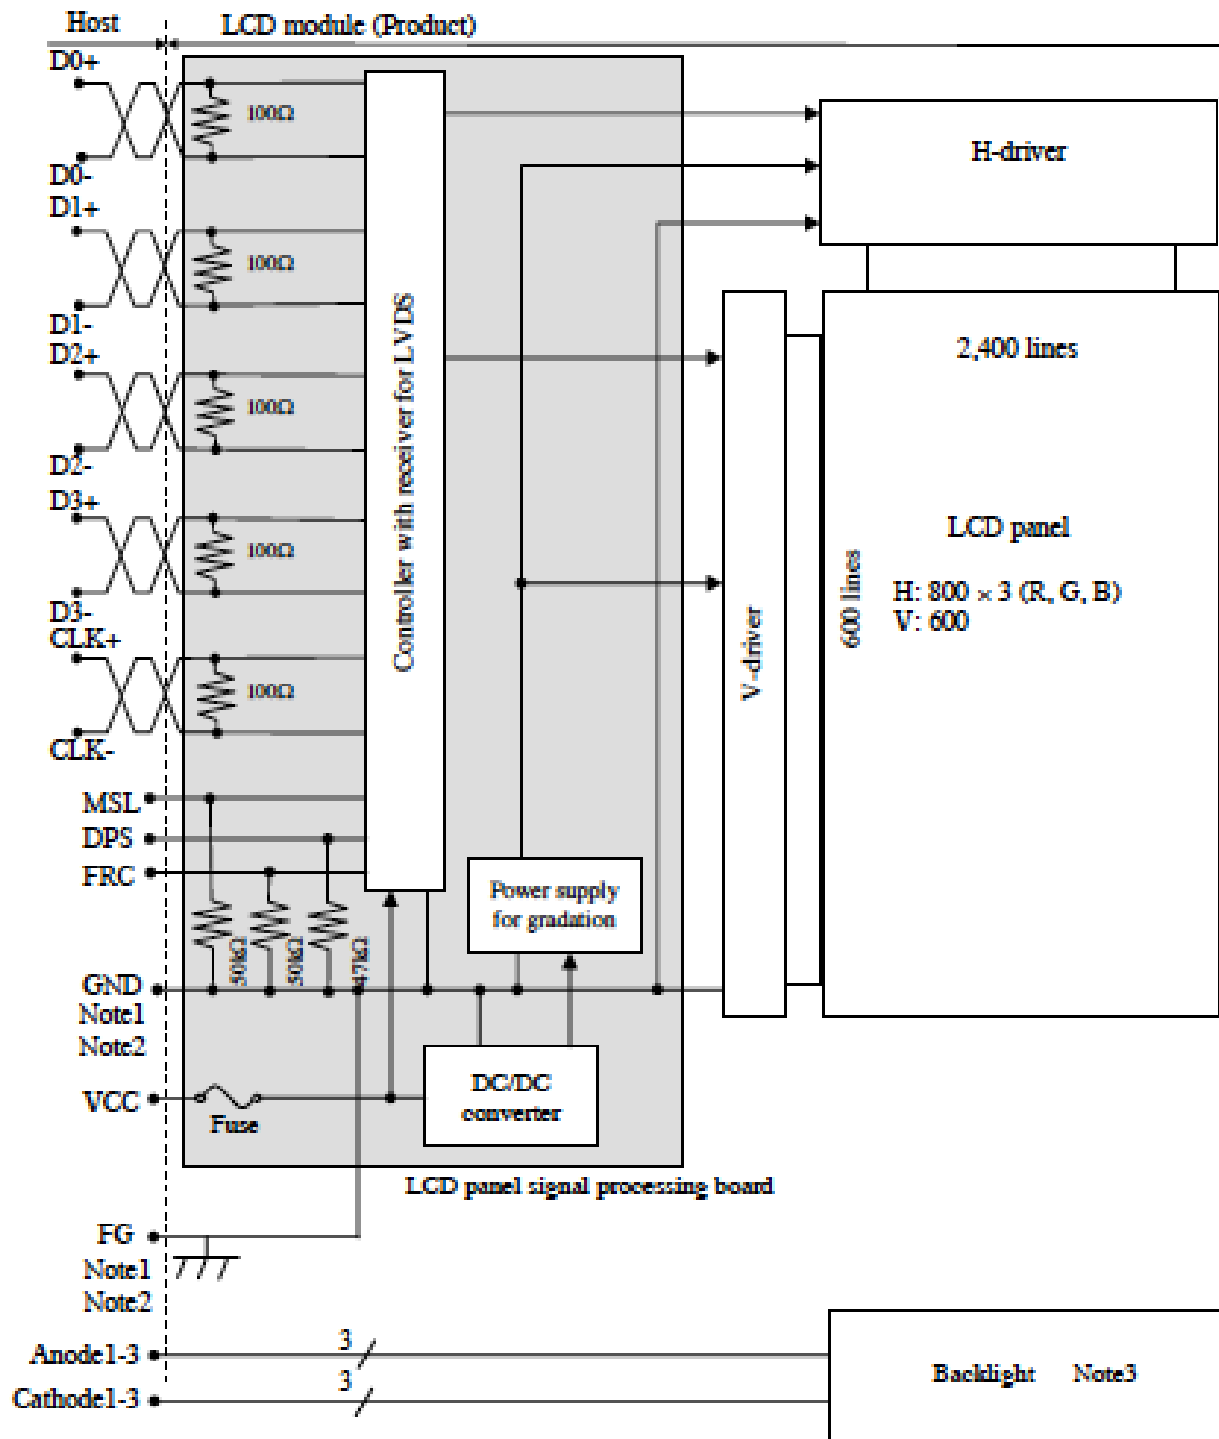 Host
LCD module (Product)
D0+
100Ω
D0-
D1+
100Ω
D1-
D2+
100Ω
D2-
D3+
100Ω
D3-
CLK+
100Ω
CLK-
MSL
DPS
FRC
50kΩ
50kΩ
47kΩ
GND
Note1
Note2
VCC
Fuse
Controller with receiver for LVDS
Power supply
for gradation
DC/DC
converter
LCD panel signal processing board
H-driver
V-driver
2,400 lines
600 lines
LCD panel
H: 800 × 3 (R, G, B)
V: 600
FG
Note1
Note2
Anode1-3
3
Cathode1-3
3
Backlight Note3